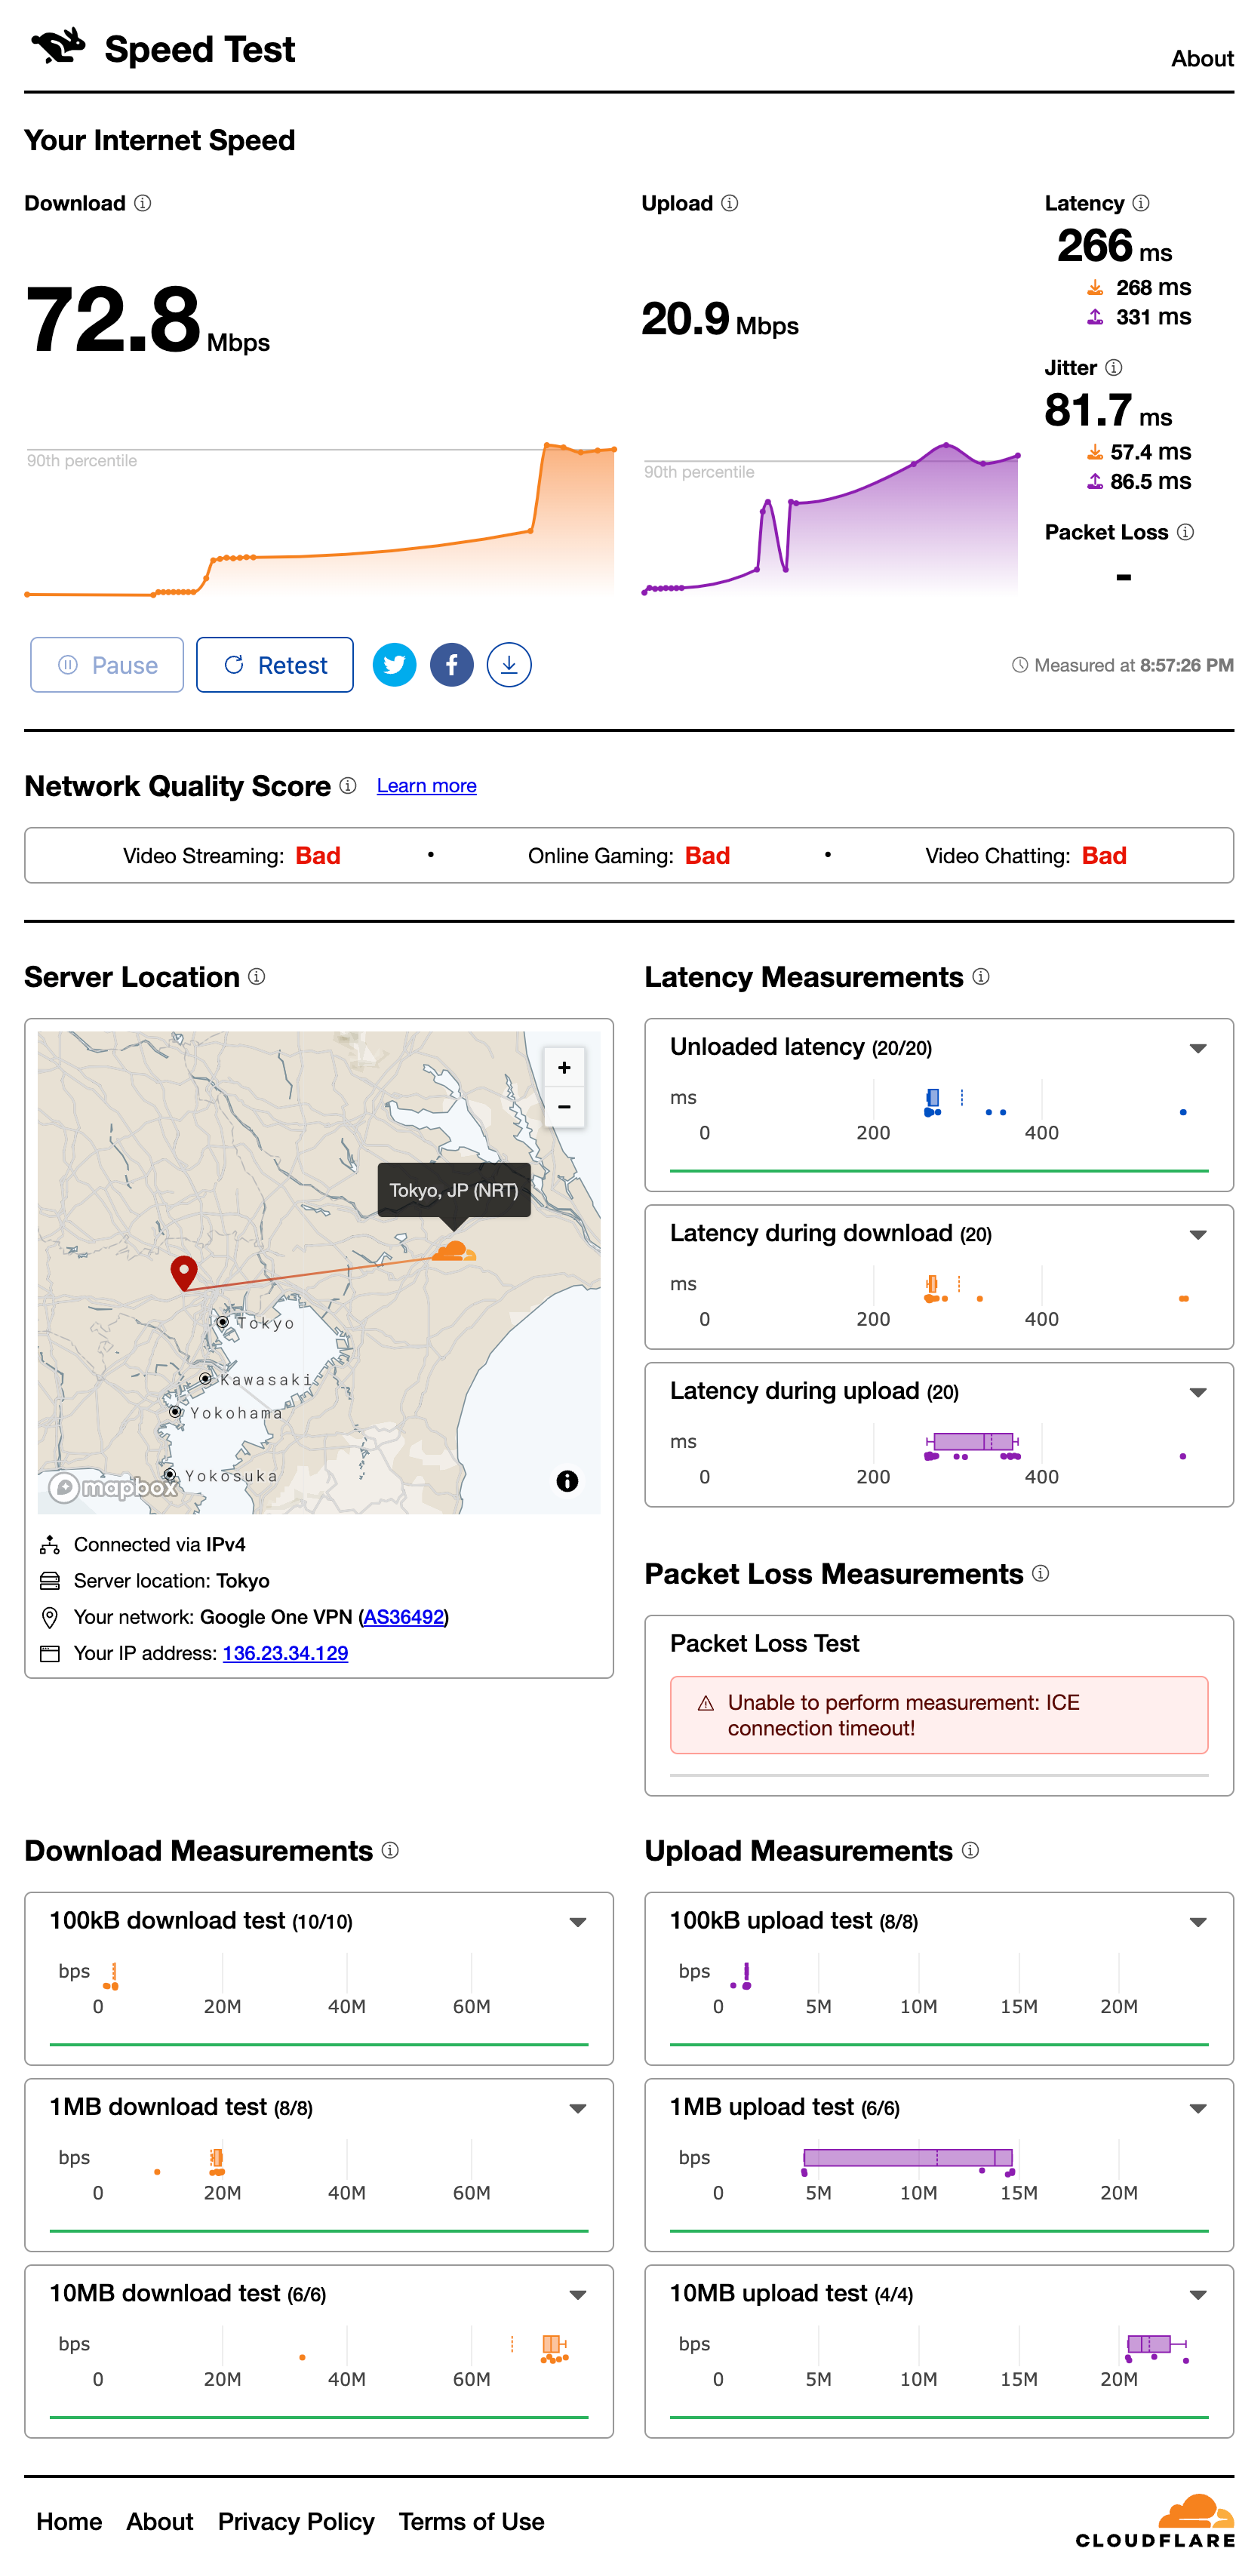 Speed Test
About
Your Internet Speed
Download
72.8 Mbps
90th percentile
Upload
20.9 Mbps
90th percentile
Latency
266 ms
268 ms
331 ms
Jitter
81.7 ms
57.4 ms
86.5 ms
Packet Loss
-
Pause
Retest
Measured at 8:57:26 PM
Network Quality Score
Learn more
Video Streaming: Bad • Online Gaming: Bad • Video Chatting: Bad
Server Location
+
−
Tokyo, JP (NRT)
Tokyo
Kawasaki
Yokohama
Yokosuka
mapbox
Connected via IPv4
Server location: Tokyo
Your network: Google One VPN (AS36492)
Your IP address: 136.23.34.129
Latency Measurements
Unloaded latency (20/20)
ms
0 200 400
Latency during download (20)
ms
0 200 400
Latency during upload (20)
ms
0 200 400
Packet Loss Measurements
Packet Loss Test
Unable to perform measurement: ICE
connection timeout!
Download Measurements
100kB download test (10/10)
bps
0 20M 40M 60M
1MB download test (8/8)
bps
0 20M 40M 60M
10MB download test (6/6)
bps
0 20M 40M 60M
Upload Measurements
100kB upload test (8/8)
bps
0 5M 10M 15M 20M
1MB upload test (6/6)
bps
0 5M 10M 15M 20M
10MB upload test (4/4)
bps
0 5M 10M 15M 20M
Home About Privacy Policy Terms of Use
CLOUDFLARE